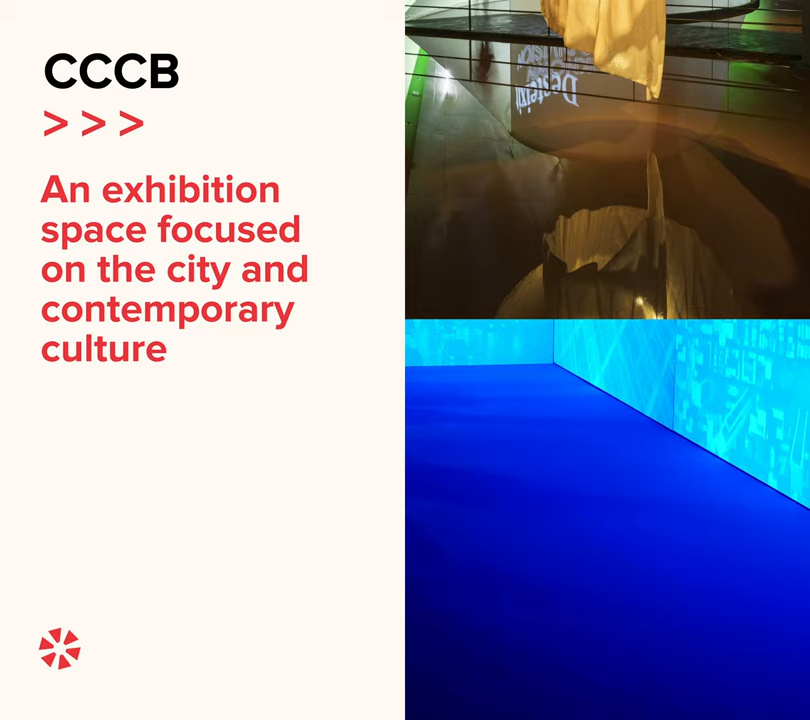 CCCB
> > >
An exhibition
space focused
on the city and
contemporary
culture